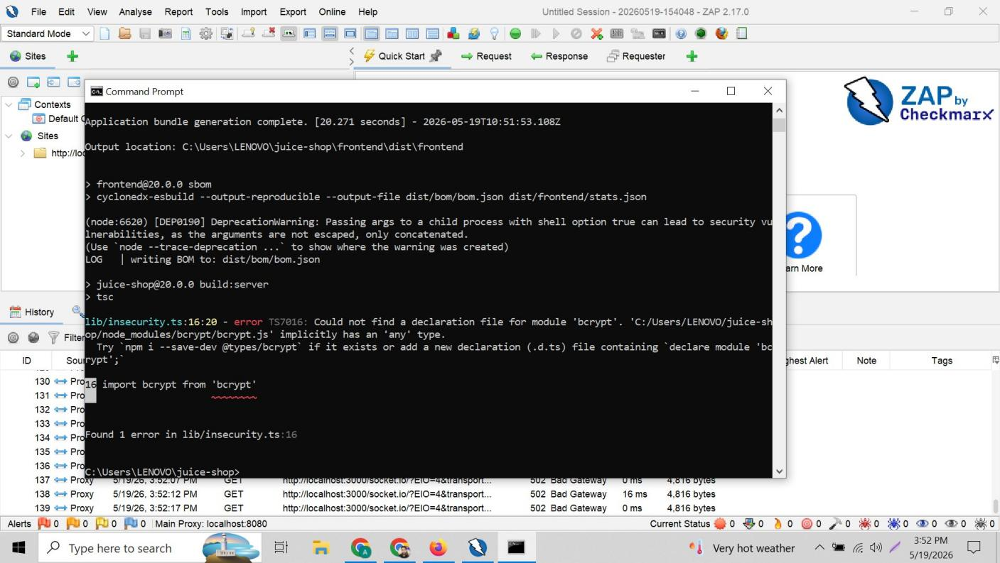 File Edit View Analyse Report Tools Import Export Online Help
Untitled Session - 20260519-154048 - ZAP 2.17.0
Standard Mode
Sites
Quick Start
Request
Response
Requester
Contexts
Default C
Sites
http://loc
ZAP by
Checkmarx
arn More
Command Prompt
Application bundle generation complete. [20.271 seconds] - 2026-05-19T10:51:53.108Z
Output location: C:\Users\LENOVO\juice-shop\frontend\dist\frontend
> frontend@20.0.0 sbom
> cyclonedx-esbuild --output-reproducible --output-file dist/bom/bom.json dist/frontend/stats.json
(node:6620) [DEP0190] DeprecationWarning: Passing args to a child process with shell option true can lead to security vu
lnerabilities, as the arguments are not escaped, only concatenated.
(Use `node --trace-deprecation ...` to show where the warning was created)
LOG | writing BOM to: dist/bom/bom.json
> juice-shop@20.0.0 build:server
> tsc
lib/insecurity.ts:16:20 - error TS7016: Could not find a declaration file for module 'bcrypt'. 'C:/Users/LENOVO/juice-sh
op/node_modules/bcrypt/bcrypt.js' implicitly has an 'any' type.
Try `npm i --save-dev @types/bcrypt` if it exists or add a new declaration (.d.ts) file containing `declare module 'bc
rypt';`
16 import bcrypt from 'bcrypt'
Found 1 error in lib/insecurity.ts:16
C:\Users\LENOVO\juice-shop>
History
Filter
ID Sour ghest Alert Note Tags
130 Pro
131 Pro
132 Pro
133 Pro
134 Pro
135 Pro
136 Pro
137 Proxy 5/19/26, 3:52:07 PM GET http://localhost:3000/socket.io/?EIO=4&transport... 502 Bad Gateway 0 ms 4,816 bytes
138 Proxy 5/19/26, 3:52:12 PM GET http://localhost:3000/socket.io/?EIO=4&transport... 502 Bad Gateway 16 ms 4,816 bytes
139 Proxy 5/19/26, 3:52:17 PM GET http://localhost:3000/socket.io/?EIO=4&transport... 502 Bad Gateway 0 ms 4,816 bytes
Alerts 0 0 0 0 Main Proxy: localhost:8080
Current Status 0 0 0 0 0 0 0 0 0 0
Type here to search
Very hot weather
3:52 PM
5/19/2026